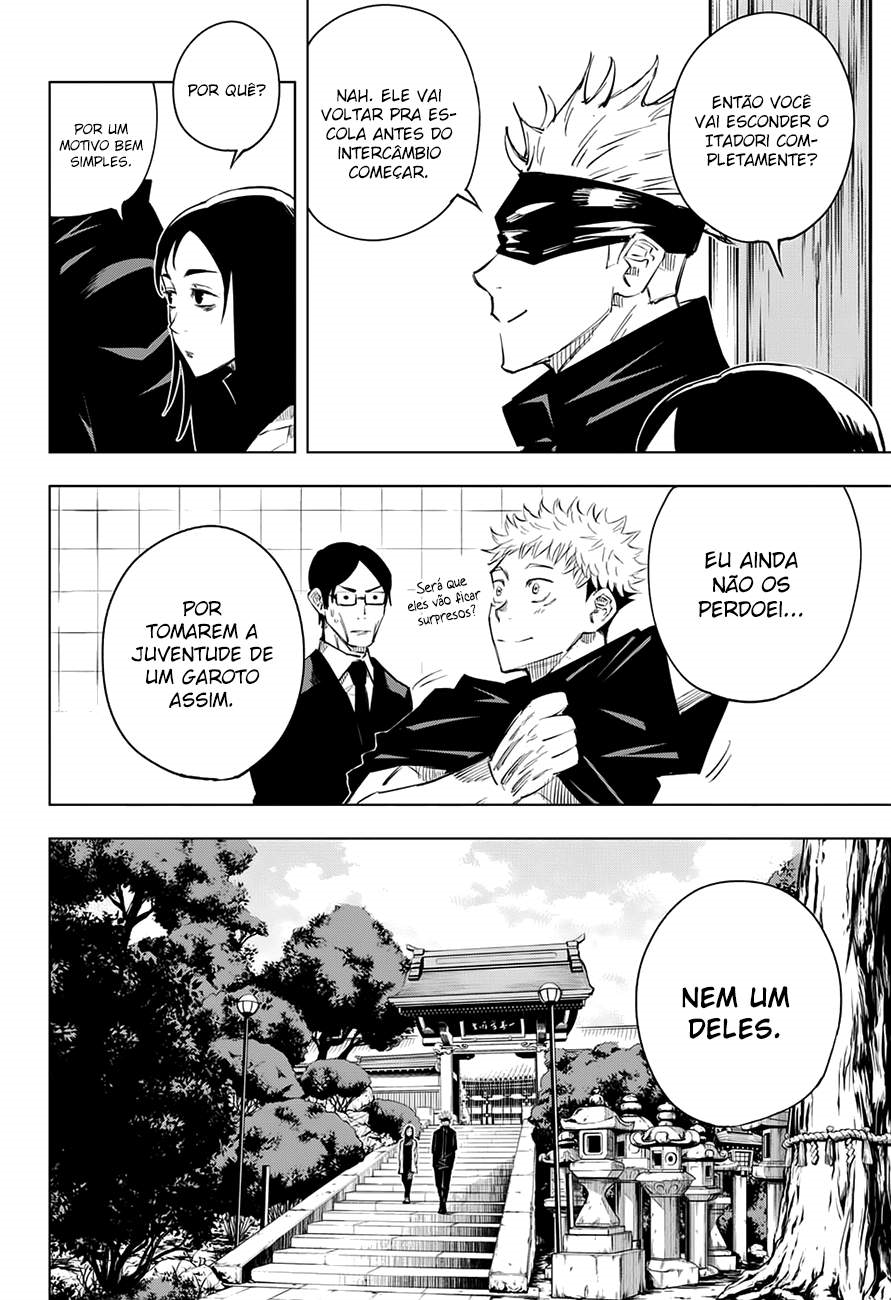 ENTÃO VOCÊ
VAI ESCONDER O
ITADORI COM-
PLETAMENTE?
NAH. ELE VAI
VOLTAR PRA ES-
COLA ANTES DO
INTERCÂMBIO
COMEÇAR.
POR QUÊ?
POR UM
MOTIVO BEM
SIMPLES.
EU AINDA
NÃO OS
PERDOEI...
Será que
eles vão ficar
surpresos?
POR
TOMAREM A
JUVENTUDE DE
UM GAROTO
ASSIM.
NEM UM
DELES.